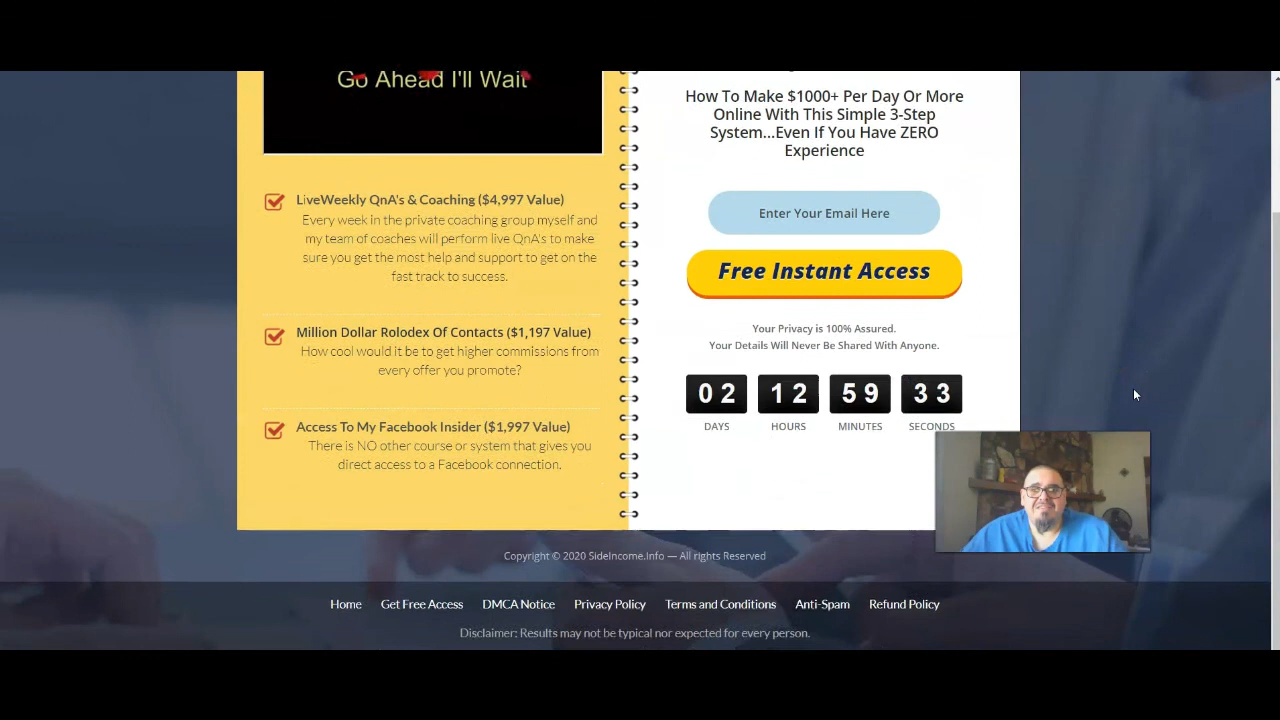 Go Ahead I'll Wait
LiveWeekly QnA's & Coaching ($4,997 Value)
Every week in the private coaching group myself and
my team of coaches will perform live QnA's to make
sure you get the most help and support to get on the
fast track to success.
Million Dollar Rolodex Of Contacts ($1,197 Value)
How cool would it be to get higher commissions from
every offer you promote?
Access To My Facebook Insider ($1,997 Value)
There is NO other course or system that gives you
direct access to a Facebook connection.
How To Make $1000+ Per Day Or More
Online With This Simple 3-Step
System...Even If You Have ZERO
Experience
Enter Your Email Here
Free Instant Access
Your Privacy is 100% Assured.
Your Details Will Never Be Shared With Anyone.
02 12 59 33
DAYS HOURS MINUTES SECONDS
Copyright © 2020 SideIncome.Info — All rights Reserved
Home Get Free Access DMCA Notice Privacy Policy Terms and Conditions Anti-Spam Refund Policy
Disclaimer: Results may not be typical nor expected for every person.